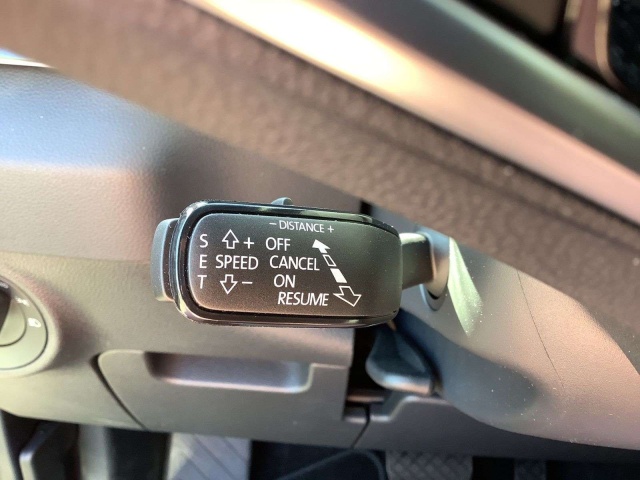 - DISTANCE +
S + OFF
E SPEED CANCEL
T - ON
RESUME